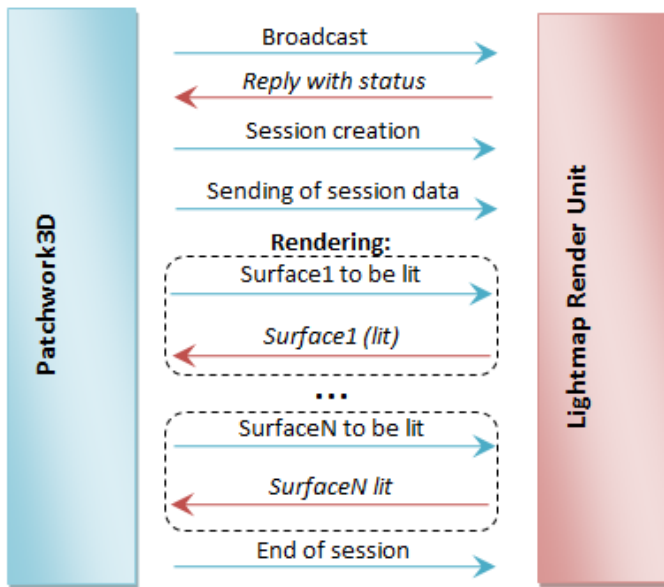 Patchwork3D
Broadcast
Reply with status
Session creation
Sending of session data
Rendering:
Surface1 to be lit
Surface1 (lit)
...
SurfaceN to be lit
SurfaceN lit
End of session
Lightmap Render Unit